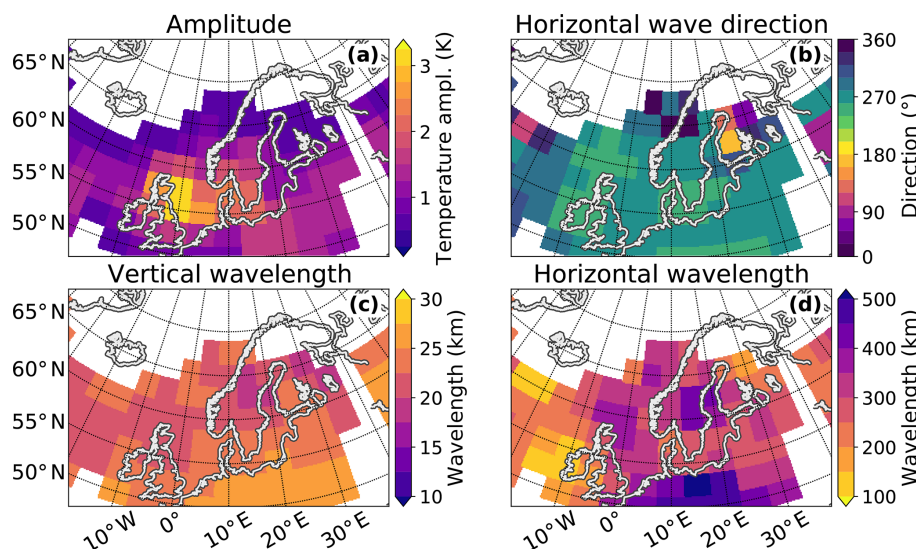 Amplitude
Horizontal wave direction
65° N
60° N
55° N
50° N
(a)
3
2
1
Temperature ampl. (K)
(b)
360
270
180
90
0
Direction (°)
Vertical wavelength
Horizontal wavelength
65° N
60° N
55° N
50° N
(c)
30
25
20
15
10
Wavelength (km)
(d)
500
400
300
200
100
Wavelength (km)
10°W
0°
10°E
20°E
30°E
10°W
0°
10°E
20°E
30°E